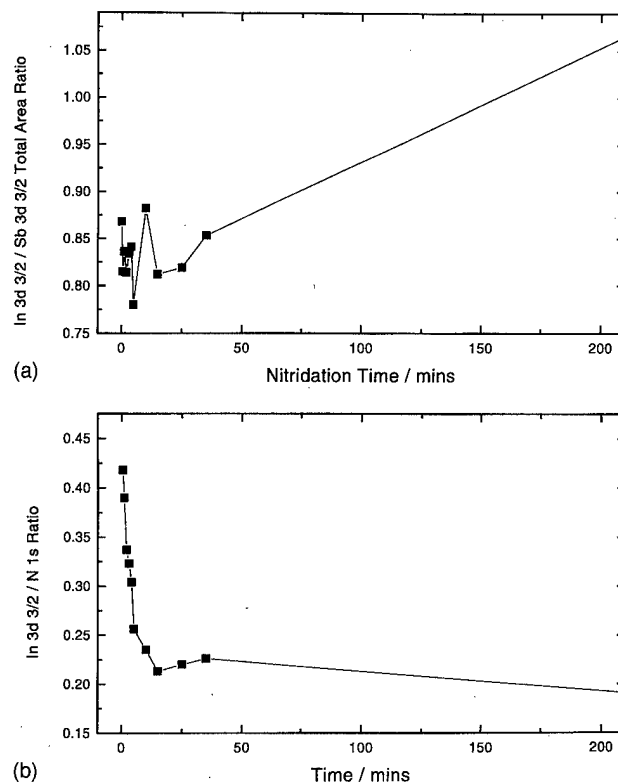 In 3d 3/2 / Sb 3d 3/2 Total Area Ratio
1.05
1.00
0.95
0.90
0.85
0.80
0.75
0 50 100 150 200
(a)
Nitridation Time / mins
In 3d 3/2 / N 1s Ratio
0.45
0.40
0.35
0.30
0.25
0.20
0.15
0 50 100 150 200
(b)
Time / mins